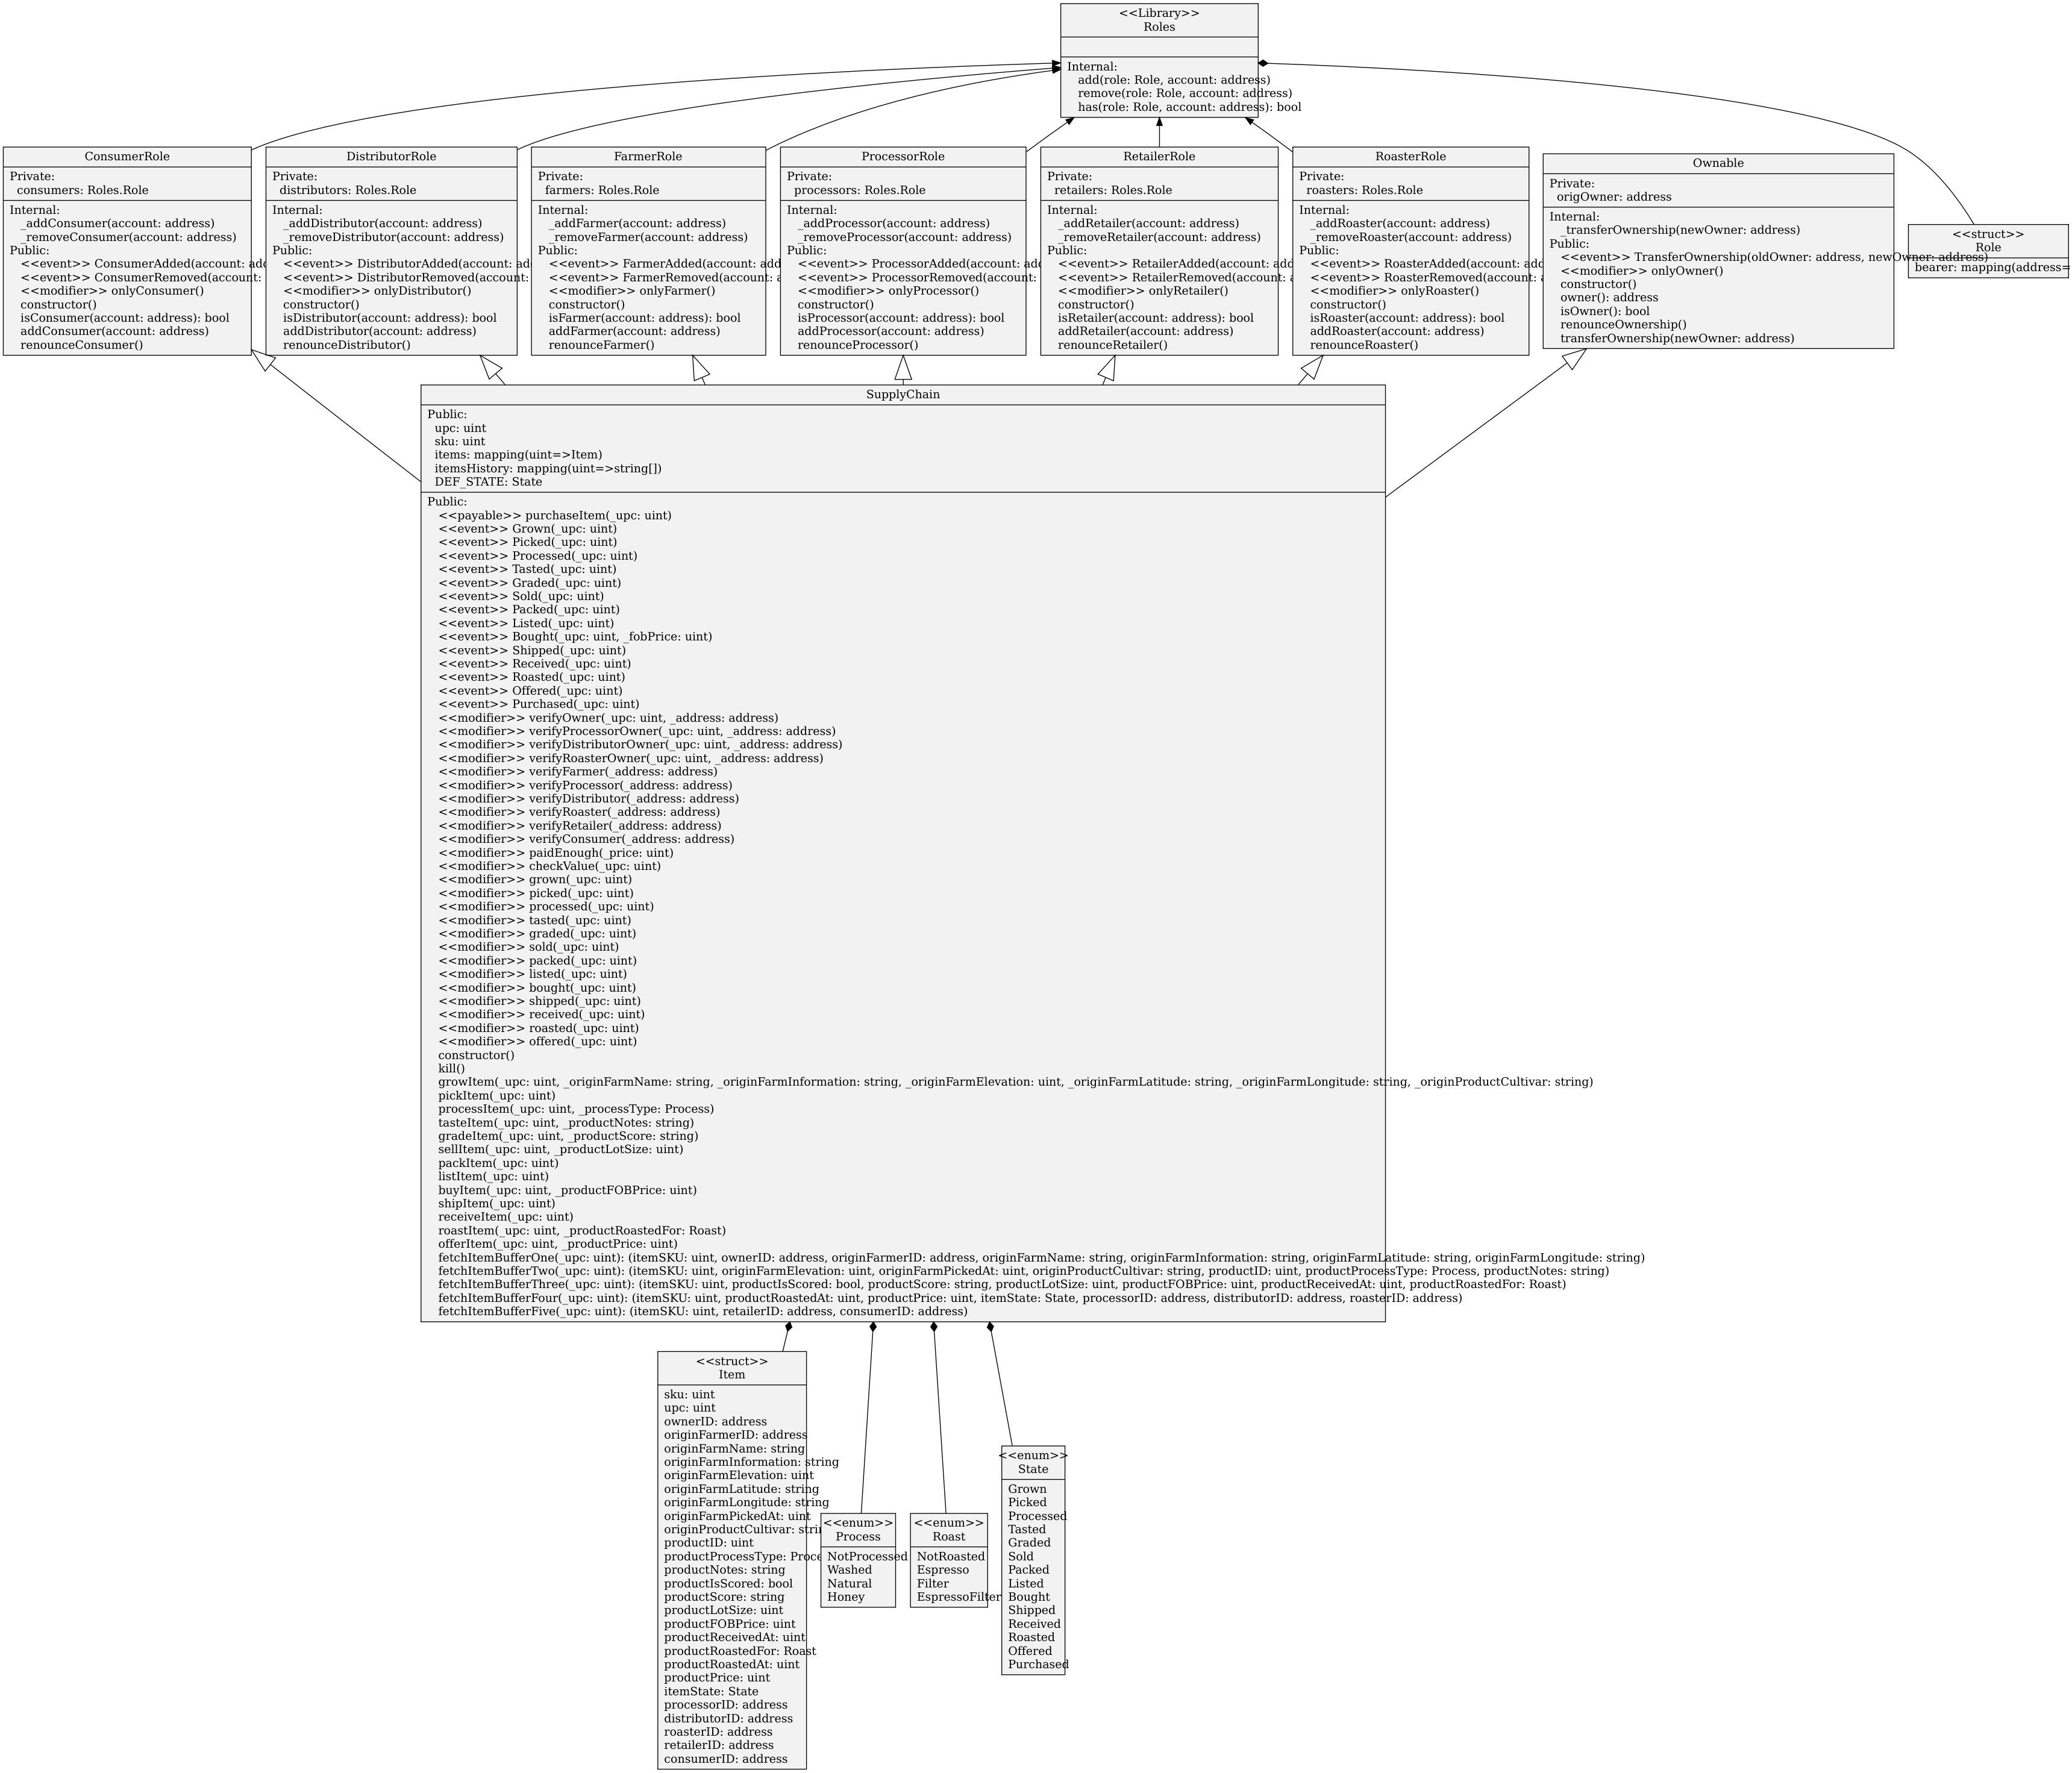 <<Library>>
Roles
Internal:
add(role: Role, account: address)
remove(role: Role, account: address)
has(role: Role, account: address): bool
ConsumerRole
Private:
consumers: Roles.Role
Internal:
_addConsumer(account: address)
_removeConsumer(account: address)
Public:
<<event>> ConsumerAdded(account:
<<event>> ConsumerRemoved(account:
<<modifier>> onlyConsumer()
constructor()
isConsumer(account: address): bool
addConsumer(account: address)
renounceConsumer()
DistributorRole
Private:
distributors: Roles.Role
Internal:
_addDistributor(account: address)
_removeDistributor(account: address)
Public:
<<event>> DistributorAdded(account:
<<event>> DistributorRemoved(account:
<<modifier>> onlyDistributor()
constructor()
isDistributor(account: address): bool
addDistributor(account: address)
renounceDistributor()
FarmerRole
Private:
farmers: Roles.Role
Internal:
_addFarmer(account: address)
_removeFarmer(account: address)
Public:
<<event>> FarmerAdded(account:
<<event>> FarmerRemoved(account:
<<modifier>> onlyFarmer()
constructor()
isFarmer(account: address): bool
addFarmer(account: address)
renounceFarmer()
ProcessorRole
Private:
processors: Roles.Role
Internal:
_addProcessor(account: address)
_removeProcessor(account: address)
Public:
<<event>> ProcessorAdded(account:
<<event>> ProcessorRemoved(account:
<<modifier>> onlyProcessor()
constructor()
isProcessor(account: address): bool
addProcessor(account: address)
renounceProcessor()
RetailerRole
Private:
retailers: Roles.Role
Internal:
_addRetailer(account: address)
_removeRetailer(account: address)
Public:
<<event>> RetailerAdded(account:
<<event>> RetailerRemoved(account:
<<modifier>> onlyRetailer()
constructor()
isRetailer(account: address): bool
addRetailer(account: address)
renounceRetailer()
RoasterRole
Private:
roasters: Roles.Role
Internal:
_addRoaster(account: address)
_removeRoaster(account: address)
Public:
<<event>> RoasterAdded(account:
<<event>> RoasterRemoved(account:
<<modifier>> onlyRoaster()
constructor()
isRoaster(account: address): bool
addRoaster(account: address)
renounceRoaster()
Ownable
Private:
origOwner: address
Internal:
_transferOwnership(newOwner: address)
Public:
<<event>> TransferOwnership(oldOwner: address, newOwner: address)
<<modifier>> onlyOwner()
constructor()
owner(): address
isOwner(): bool
renounceOwnership()
transferOwnership(newOwner: address)
<<struct>>
Role
bearer: mapping(address=
SupplyChain
Public:
upc: uint
sku: uint
items: mapping(uint=>Item)
itemsHistory: mapping(uint=>string[])
DEF_STATE: State
Public:
<<payable>> purchaseItem(_upc: uint)
<<event>> Grown(_upc: uint)
<<event>> Picked(_upc: uint)
<<event>> Processed(_upc: uint)
<<event>> Tasted(_upc: uint)
<<event>> Graded(_upc: uint)
<<event>> Sold(_upc: uint)
<<event>> Packed(_upc: uint)
<<event>> Listed(_upc: uint)
<<event>> Bought(_upc: uint, _fobPrice: uint)
<<event>> Shipped(_upc: uint)
<<event>> Received(_upc: uint)
<<event>> Roasted(_upc: uint)
<<event>> Offered(_upc: uint)
<<event>> Purchased(_upc: uint)
<<modifier>> verifyOwner(_upc: uint, _address: address)
<<modifier>> verifyProcessorOwner(_upc: uint, _address: address)
<<modifier>> verifyDistributorOwner(_upc: uint, _address: address)
<<modifier>> verifyRoasterOwner(_upc: uint, _address: address)
<<modifier>> verifyFarmer(_address: address)
<<modifier>> verifyProcessor(_address: address)
<<modifier>> verifyDistributor(_address: address)
<<modifier>> verifyRoaster(_address: address)
<<modifier>> verifyRetailer(_address: address)
<<modifier>> verifyConsumer(_address: address)
<<modifier>> paidEnough(_price: uint)
<<modifier>> checkValue(_upc: uint)
<<modifier>> grown(_upc: uint)
<<modifier>> picked(_upc: uint)
<<modifier>> processed(_upc: uint)
<<modifier>> tasted(_upc: uint)
<<modifier>> graded(_upc: uint)
<<modifier>> sold(_upc: uint)
<<modifier>> packed(_upc: uint)
<<modifier>> listed(_upc: uint)
<<modifier>> bought(_upc: uint)
<<modifier>> shipped(_upc: uint)
<<modifier>> received(_upc: uint)
<<modifier>> roasted(_upc: uint)
<<modifier>> offered(_upc: uint)
constructor()
kill()
growItem(_upc: uint, _originFarmName: string, _originFarmInformation: string, _originFarmElevation: uint, _originFarmLatitude: string, _originFarmLongitude: string, _originProductCultivar: string)
pickItem(_upc: uint)
processItem(_upc: uint, _processType: Process)
tasteItem(_upc: uint, _productNotes: string)
gradeItem(_upc: uint, _productScore: string)
sellItem(_upc: uint, _productLotSize: uint)
packItem(_upc: uint)
listItem(_upc: uint)
buyItem(_upc: uint, _productFOBPrice: uint)
shipItem(_upc: uint)
receiveItem(_upc: uint)
roastItem(_upc: uint, _productRoastedFor: Roast)
offerItem(_upc: uint, _productPrice: uint)
fetchItemBufferOne(_upc: uint): (itemSKU: uint, ownerID: address, originFarmerID: address, originFarmName: string, originFarmInformation: string, originFarmLatitude: string, originFarmLongitude: string)
fetchItemBufferTwo(_upc: uint): (itemSKU: uint, originFarmElevation: uint, originFarmPickedAt: uint, originProductCultivar: string, productID: uint, productProcessType: Process, productNotes: string)
fetchItemBufferThree(_upc: uint): (itemSKU: uint, productIsScored: bool, productScore: string, productLotSize: uint, productFOBPrice: uint, productReceivedAt: uint, productRoastedFor: Roast)
fetchItemBufferFour(_upc: uint): (itemSKU: uint, productRoastedAt: uint, productPrice: uint, itemState: State, processorID: address, distributorID: address, roasterID: address)
fetchItemBufferFive(_upc: uint): (itemSKU: uint, retailerID: address, consumerID: address)
<<struct>>
Item
sku: uint
upc: uint
ownerID: address
originFarmerID: address
originFarmName: string
originFarmInformation: string
originFarmElevation: uint
originFarmLatitude: string
originFarmLongitude: string
originFarmPickedAt: uint
originProductCultivar:
productID: uint
productProcessType:
productNotes: string
productIsScored: bool
productScore: string
productLotSize: uint
productFOBPrice: uint
productReceivedAt: uint
productRoastedFor: Roast
productRoastedAt: uint
productPrice: uint
itemState: State
processorID: address
distributorID: address
roasterID: address
retailerID: address
consumerID: address
<<enum>>
Process
NotProcessed
Washed
Natural
Honey
<<enum>>
Roast
NotRoasted
Espresso
Filter
EspressoFilter
<<enum>>
State
Grown
Picked
Processed
Tasted
Graded
Sold
Packed
Listed
Bought
Shipped
Received
Roasted
Offered
Purchased